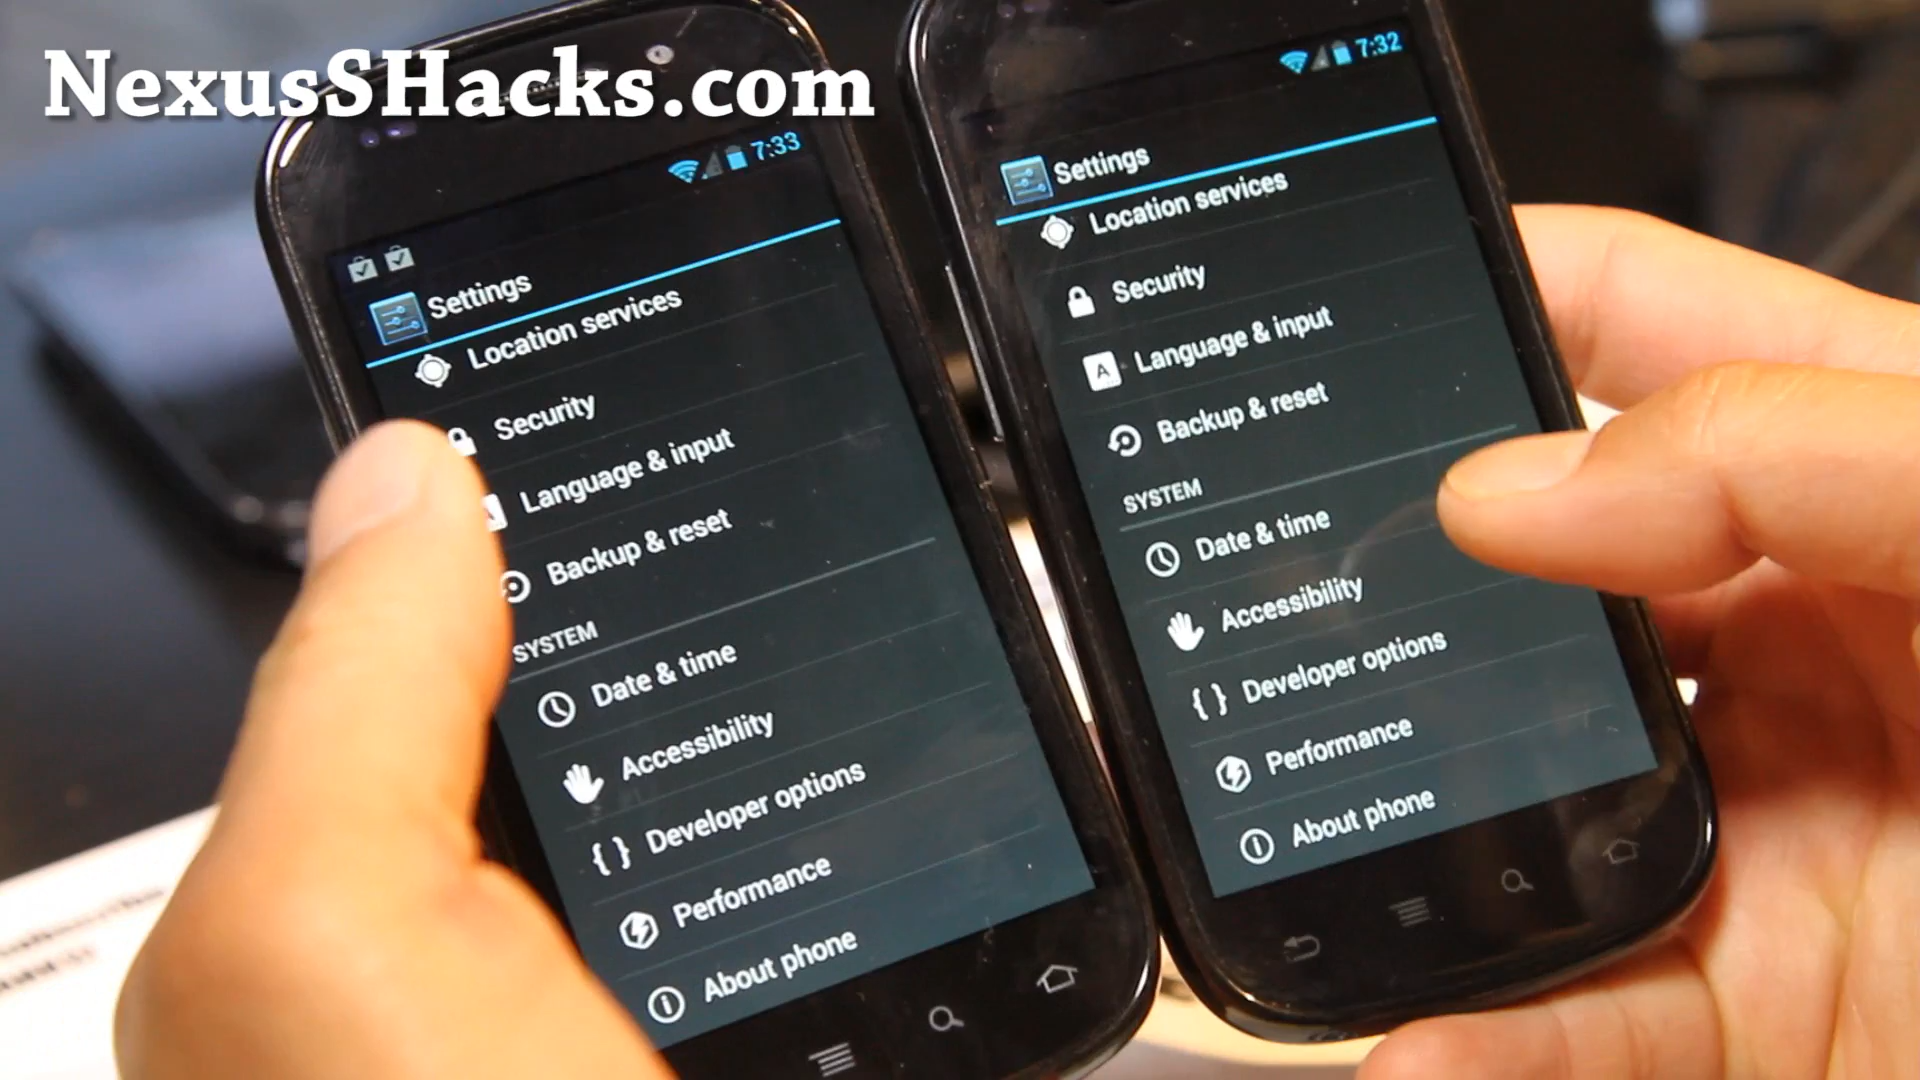 NexusSHacks.com
7:33
Settings
Location services
Security
Language & input
Backup & reset
SYSTEM
Date & time
Accessibility
Developer options
Performance
About phone
7:32
Settings
Location services
Security
A
Language & input
Backup & reset
SYSTEM
Date & time
Accessibility
{ } Developer options
Performance
About phone